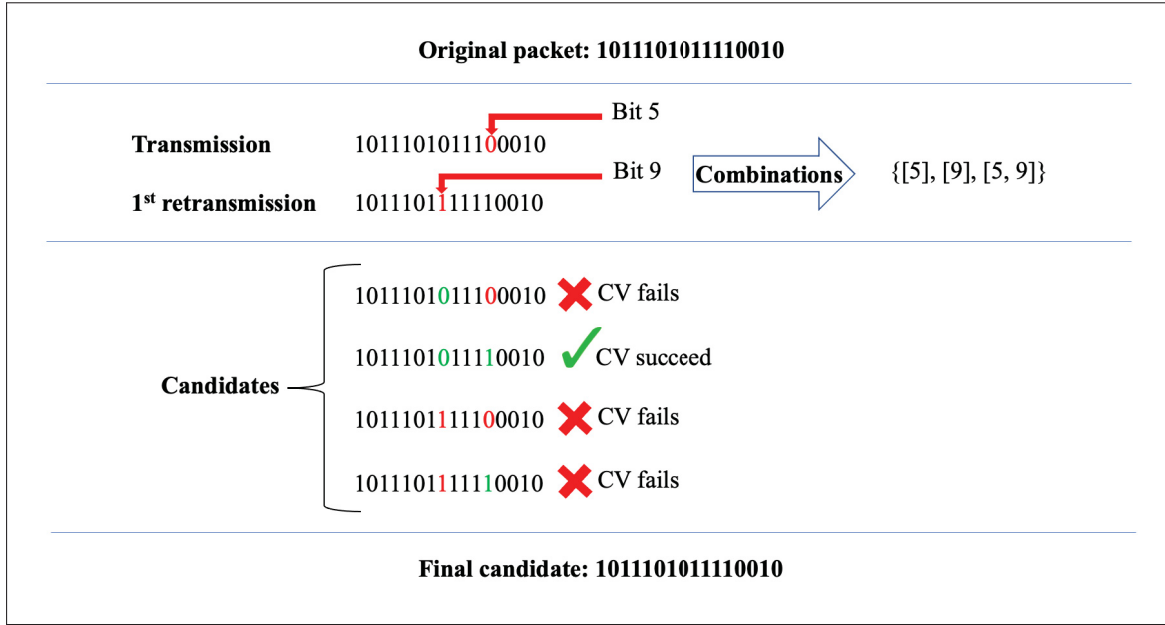 Original packet: 1011101011110010
Bit 5
Transmission 1011101011100010
Bit 9
Combinations {[5], [9], [5, 9]}
1st retransmission 1011101111110010
1011101011100010 CV fails
1011101011110010 CV succeed
Candidates
1011101111100010 CV fails
1011101111110010 CV fails
Final candidate: 1011101011110010